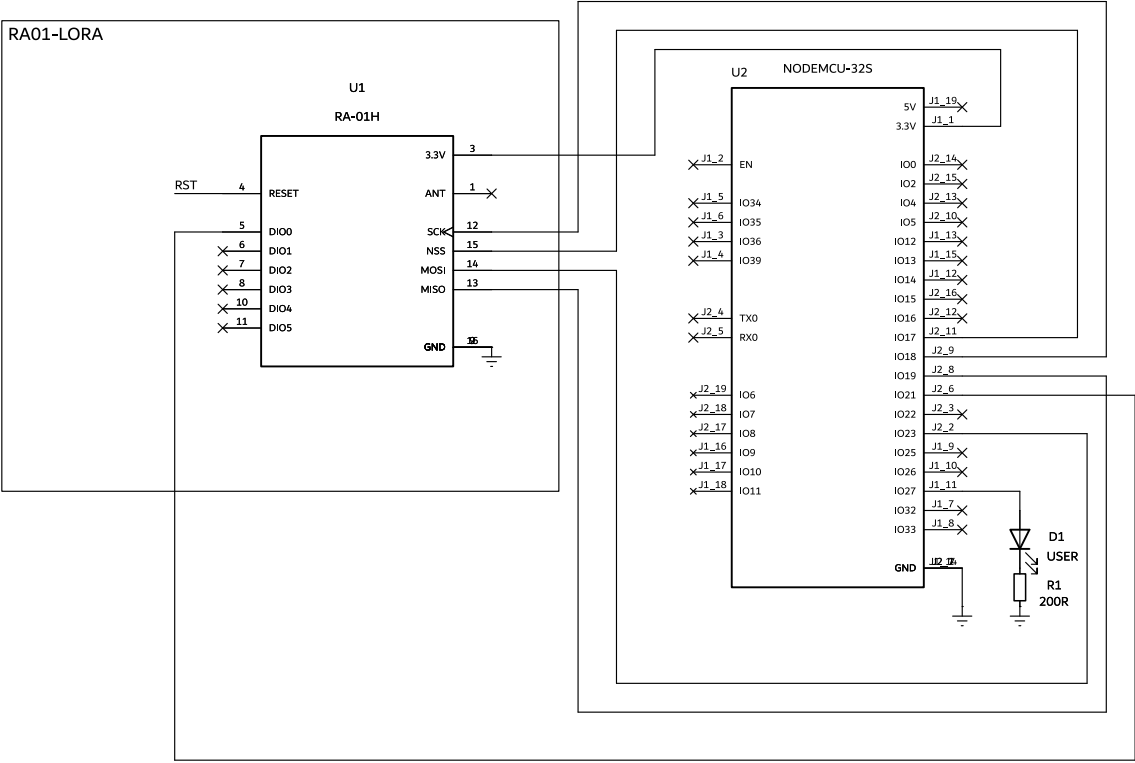 RA01-LORA
U1
RA-01H
3.3V 3
RST 4 RESET
ANT 1
5 DIO0
SCK 12
6 DIO1
NSS 15
7 DIO2
MOSI 14
8 DIO3
MISO 13
10 DIO4
11 DIO5
GND
U2
NODEMCU-32S
5V J1_19
3.3V J1_1
J1_2 EN
IO0 J2_14
IO2 J2_15
J1_5 IO34
IO4 J2_13
J1_6 IO35
IO5 J2_10
J1_3 IO36
IO12 J1_13
J1_4 IO39
IO13 J1_15
IO14 J1_12
IO15 J2_16
J2_4 TX0
IO16 J2_12
J2_5 RX0
IO17 J2_11
IO18 J2_9
IO19 J2_8
J2_19 IO6
IO21 J2_6
J2_18 IO7
IO22 J2_3
J2_17 IO8
IO23 J2_2
J1_16 IO9
IO25 J1_9
J1_17 IO10
IO26 J1_10
J1_18 IO11
IO27 J1_11
IO32 J1_7
IO33 J1_8
GND
D1
USER
R1
200R